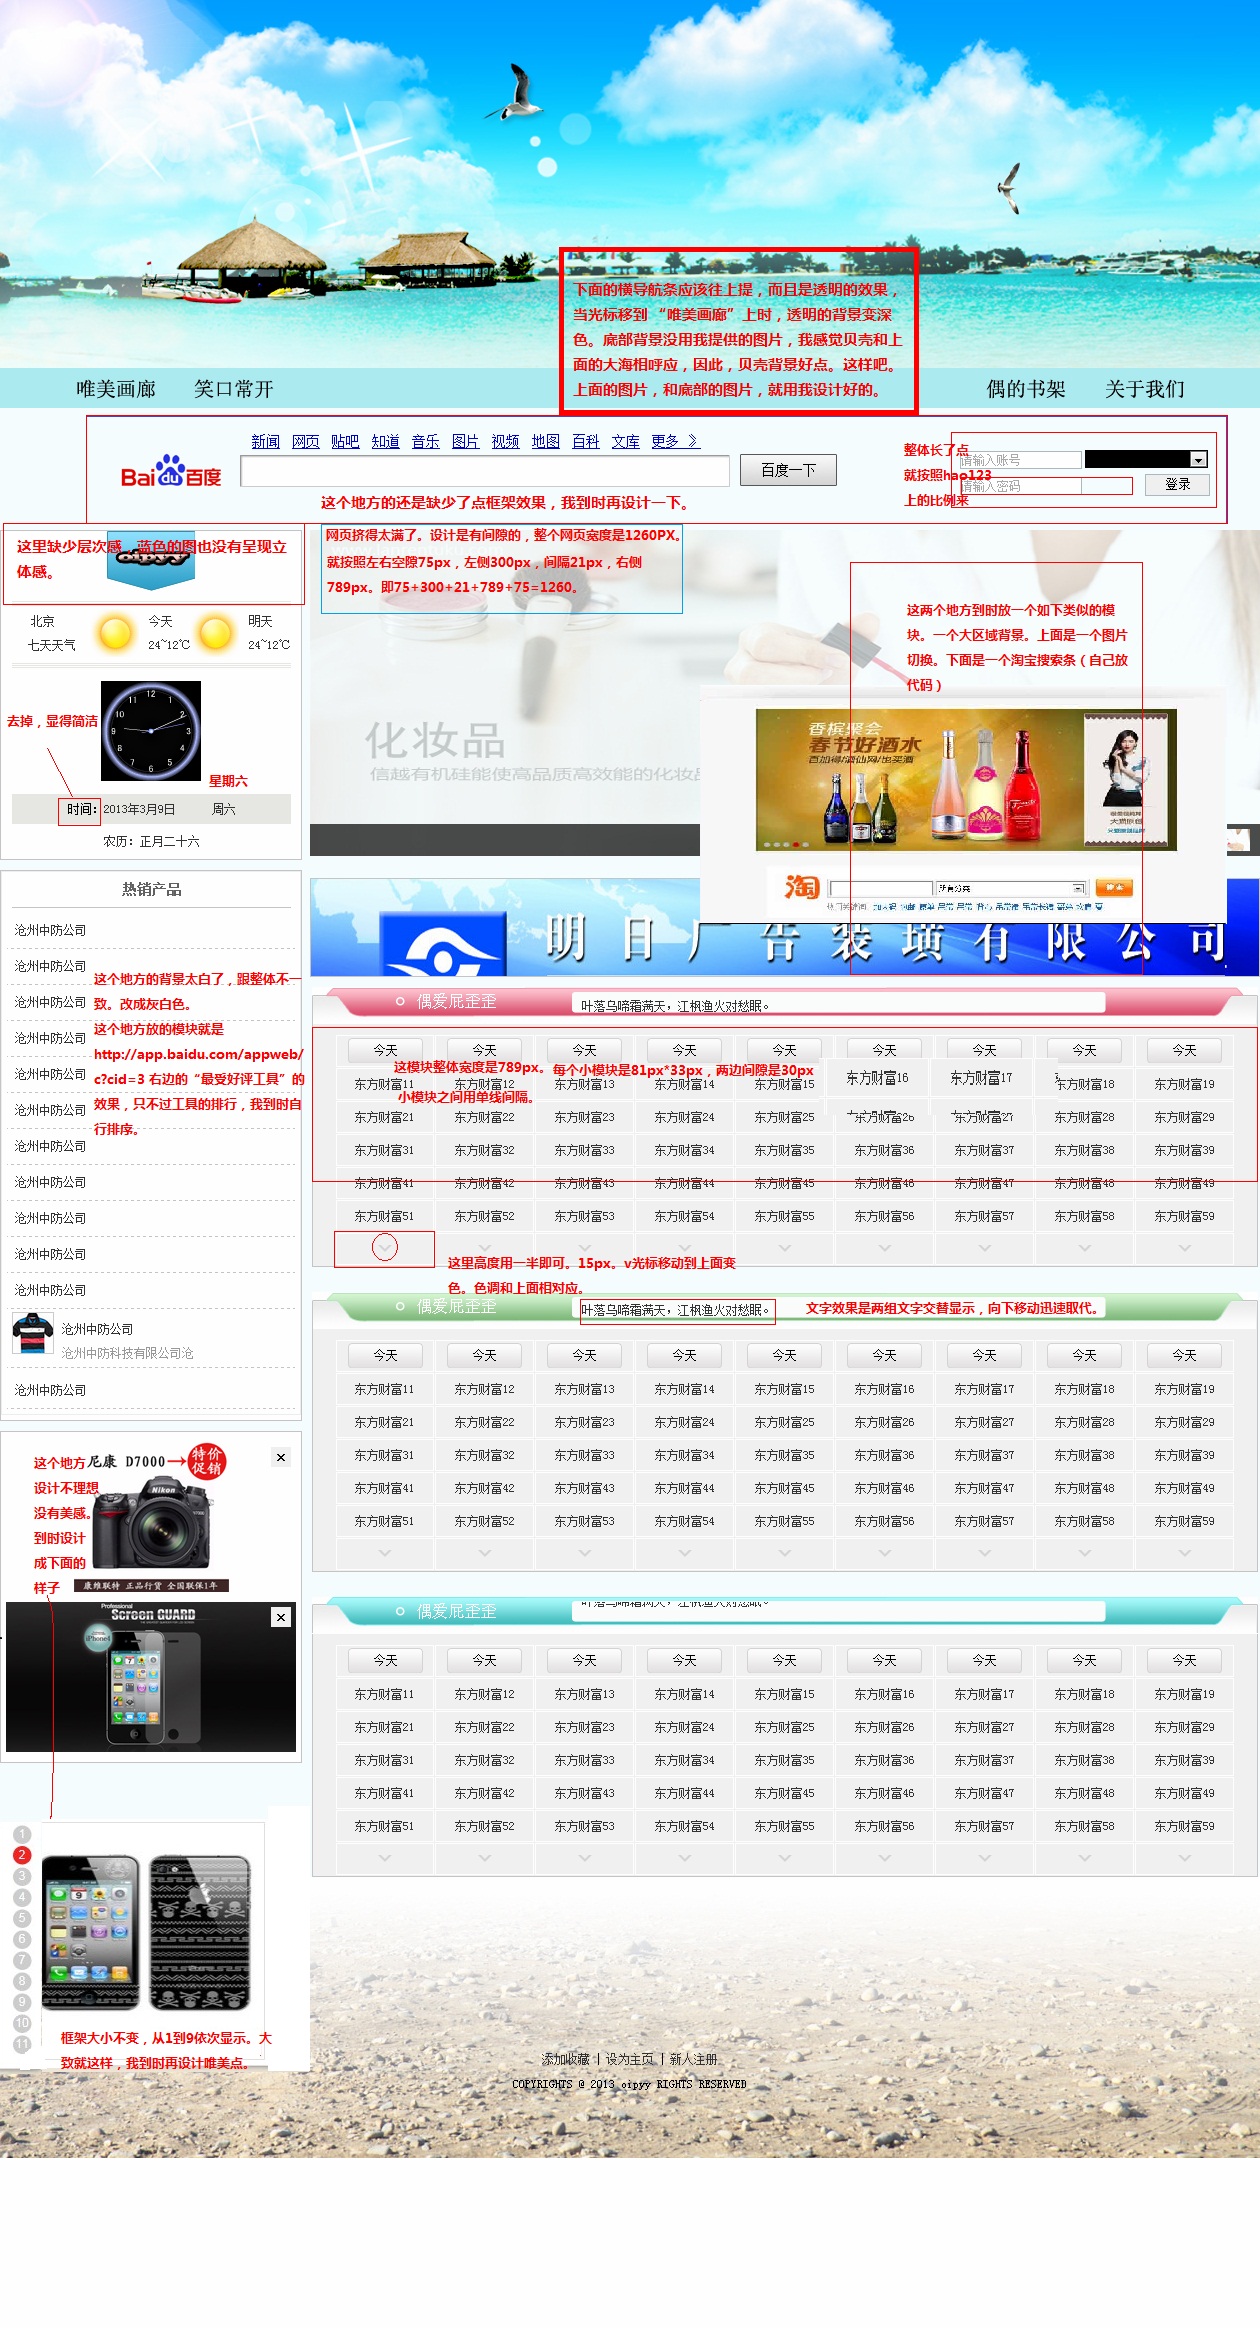 下面的横导航条应该往上提，而且是透明的效果，
当光标移到“唯美画廊”上时，透明的背景变深
色。底部背景没用我提供的图片，我感觉贝壳和上
面的大海相呼应，因此，贝壳背景好点。这样吧。
上面的图片，和底部的图片，就用我设计好的。
唯美画廊 笑口常开 偶的书架 关于我们
新闻 网页 贴吧 知道 音乐 图片 视频 地图 百科 文库 更多 》
Bai du 百度
百度一下
这个地方的还是缺少了点框架效果，我到时再设计一下。
整体长了点
就按照hao123
上的比例来
请输入账号
请输入密码
登录
这里缺少层次感，蓝色的图也没有呈现立
体感。
网页挤得太满了。设计是有间隙的，整个网页宽度是1260PX。
就按照左右空隙75px，左侧300px，间隔21px，右侧
789px。即75+300+21+789+75=1260。
北京 今天 明天
七天天气 24~12℃ 24~12℃
去掉，显得简洁
星期六
时间: 2013年3月9日 周六
农历：正月二十六
这两个地方到时放一个如下类似的模
块。一个大区域背景。上面是一个图片
切换。下面是一个淘宝搜索条（自己放
代码）
化妆品
信越有机硅能使高品质高效能的化妆品
香槟聚会
春节好酒水
百加得/酒仙网/也买酒
淘
所有分类
搜索
明日广告装璜有限公司
热销产品
沧州中防公司
沧州中防公司
沧州中防公司
沧州中防公司
沧州中防公司
沧州中防公司
沧州中防公司
沧州中防公司
沧州中防公司
沧州中防公司
沧州中防公司
沧州中防公司
沧州中防科技有限公司沧
沧州中防公司
这个地方的背景太白了，跟整体不一
致。改成灰白色。
这个地方放的模块就是
http://app.baidu.com/appweb/
c?cid=3 右边的“最受好评工具”的
效果，只不过工具的排行，我到时自
行排序。
偶爱屁歪歪 叶落乌啼霜满天，江枫渔火对愁眠。
今天 今天 今天 今天 今天 今天 今天 今天 今天
这模块整体宽度是789px。每个小模块是81px*33px，两边间隙是30px
小模块之间用单线间隔。
东方财富11 东方财富12 东方财富13 东方财富14 东方财富15 东方财富16 东方财富17 东方财富18 东方财富19
东方财富21 东方财富22 东方财富23 东方财富24 东方财富25 东方财富26 东方财富27 东方财富28 东方财富29
东方财富31 东方财富32 东方财富33 东方财富34 东方财富35 东方财富36 东方财富37 东方财富38 东方财富39
东方财富41 东方财富42 东方财富43 东方财富44 东方财富45 东方财富46 东方财富47 东方财富48 东方财富49
东方财富51 东方财富52 东方财富53 东方财富54 东方财富55 东方财富56 东方财富57 东方财富58 东方财富59
这里高度用一半即可。15px。v光标移动到上面变
色。色调和上面相对应。
偶爱屁歪歪 叶落乌啼霜满天，江枫渔火对愁眠。 文字效果是两组文字交替显示，向下移动迅速取代。
今天 今天 今天 今天 今天 今天 今天 今天 今天
东方财富11 东方财富12 东方财富13 东方财富14 东方财富15 东方财富16 东方财富17 东方财富18 东方财富19
东方财富21 东方财富22 东方财富23 东方财富24 东方财富25 东方财富26 东方财富27 东方财富28 东方财富29
东方财富31 东方财富32 东方财富33 东方财富34 东方财富35 东方财富36 东方财富37 东方财富38 东方财富39
东方财富41 东方财富42 东方财富43 东方财富44 东方财富45 东方财富46 东方财富47 东方财富48 东方财富49
东方财富51 东方财富52 东方财富53 东方财富54 东方财富55 东方财富56 东方财富57 东方财富58 东方财富59
偶爱屁歪歪 叶落乌啼霜满天，江枫渔火对愁眠。
今天 今天 今天 今天 今天 今天 今天 今天 今天
东方财富11 东方财富12 东方财富13 东方财富14 东方财富15 东方财富16 东方财富17 东方财富18 东方财富19
东方财富21 东方财富22 东方财富23 东方财富24 东方财富25 东方财富26 东方财富27 东方财富28 东方财富29
东方财富31 东方财富32 东方财富33 东方财富34 东方财富35 东方财富36 东方财富37 东方财富38 东方财富39
东方财富41 东方财富42 东方财富43 东方财富44 东方财富45 东方财富46 东方财富47 东方财富48 东方财富49
东方财富51 东方财富52 东方财富53 东方财富54 东方财富55 东方财富56 东方财富57 东方财富58 东方财富59
这个地方
设计不理想
没有美感。
到时设计
成下面的
样子
尼康 D7000→特价促销
Nikon
康维联特 正品行货 全国联保1年
Professional
Screen GUARD
iPhone4
1
2
3
4
5
6
7
8
9
10
11
框架大小不变，从1到9依次显示。大
致就这样，我到时再设计唯美点。
添加收藏 | 设为主页 | 新人注册
COPYRIGHTS @ 2013 oipyy RIGHTS RESERVED